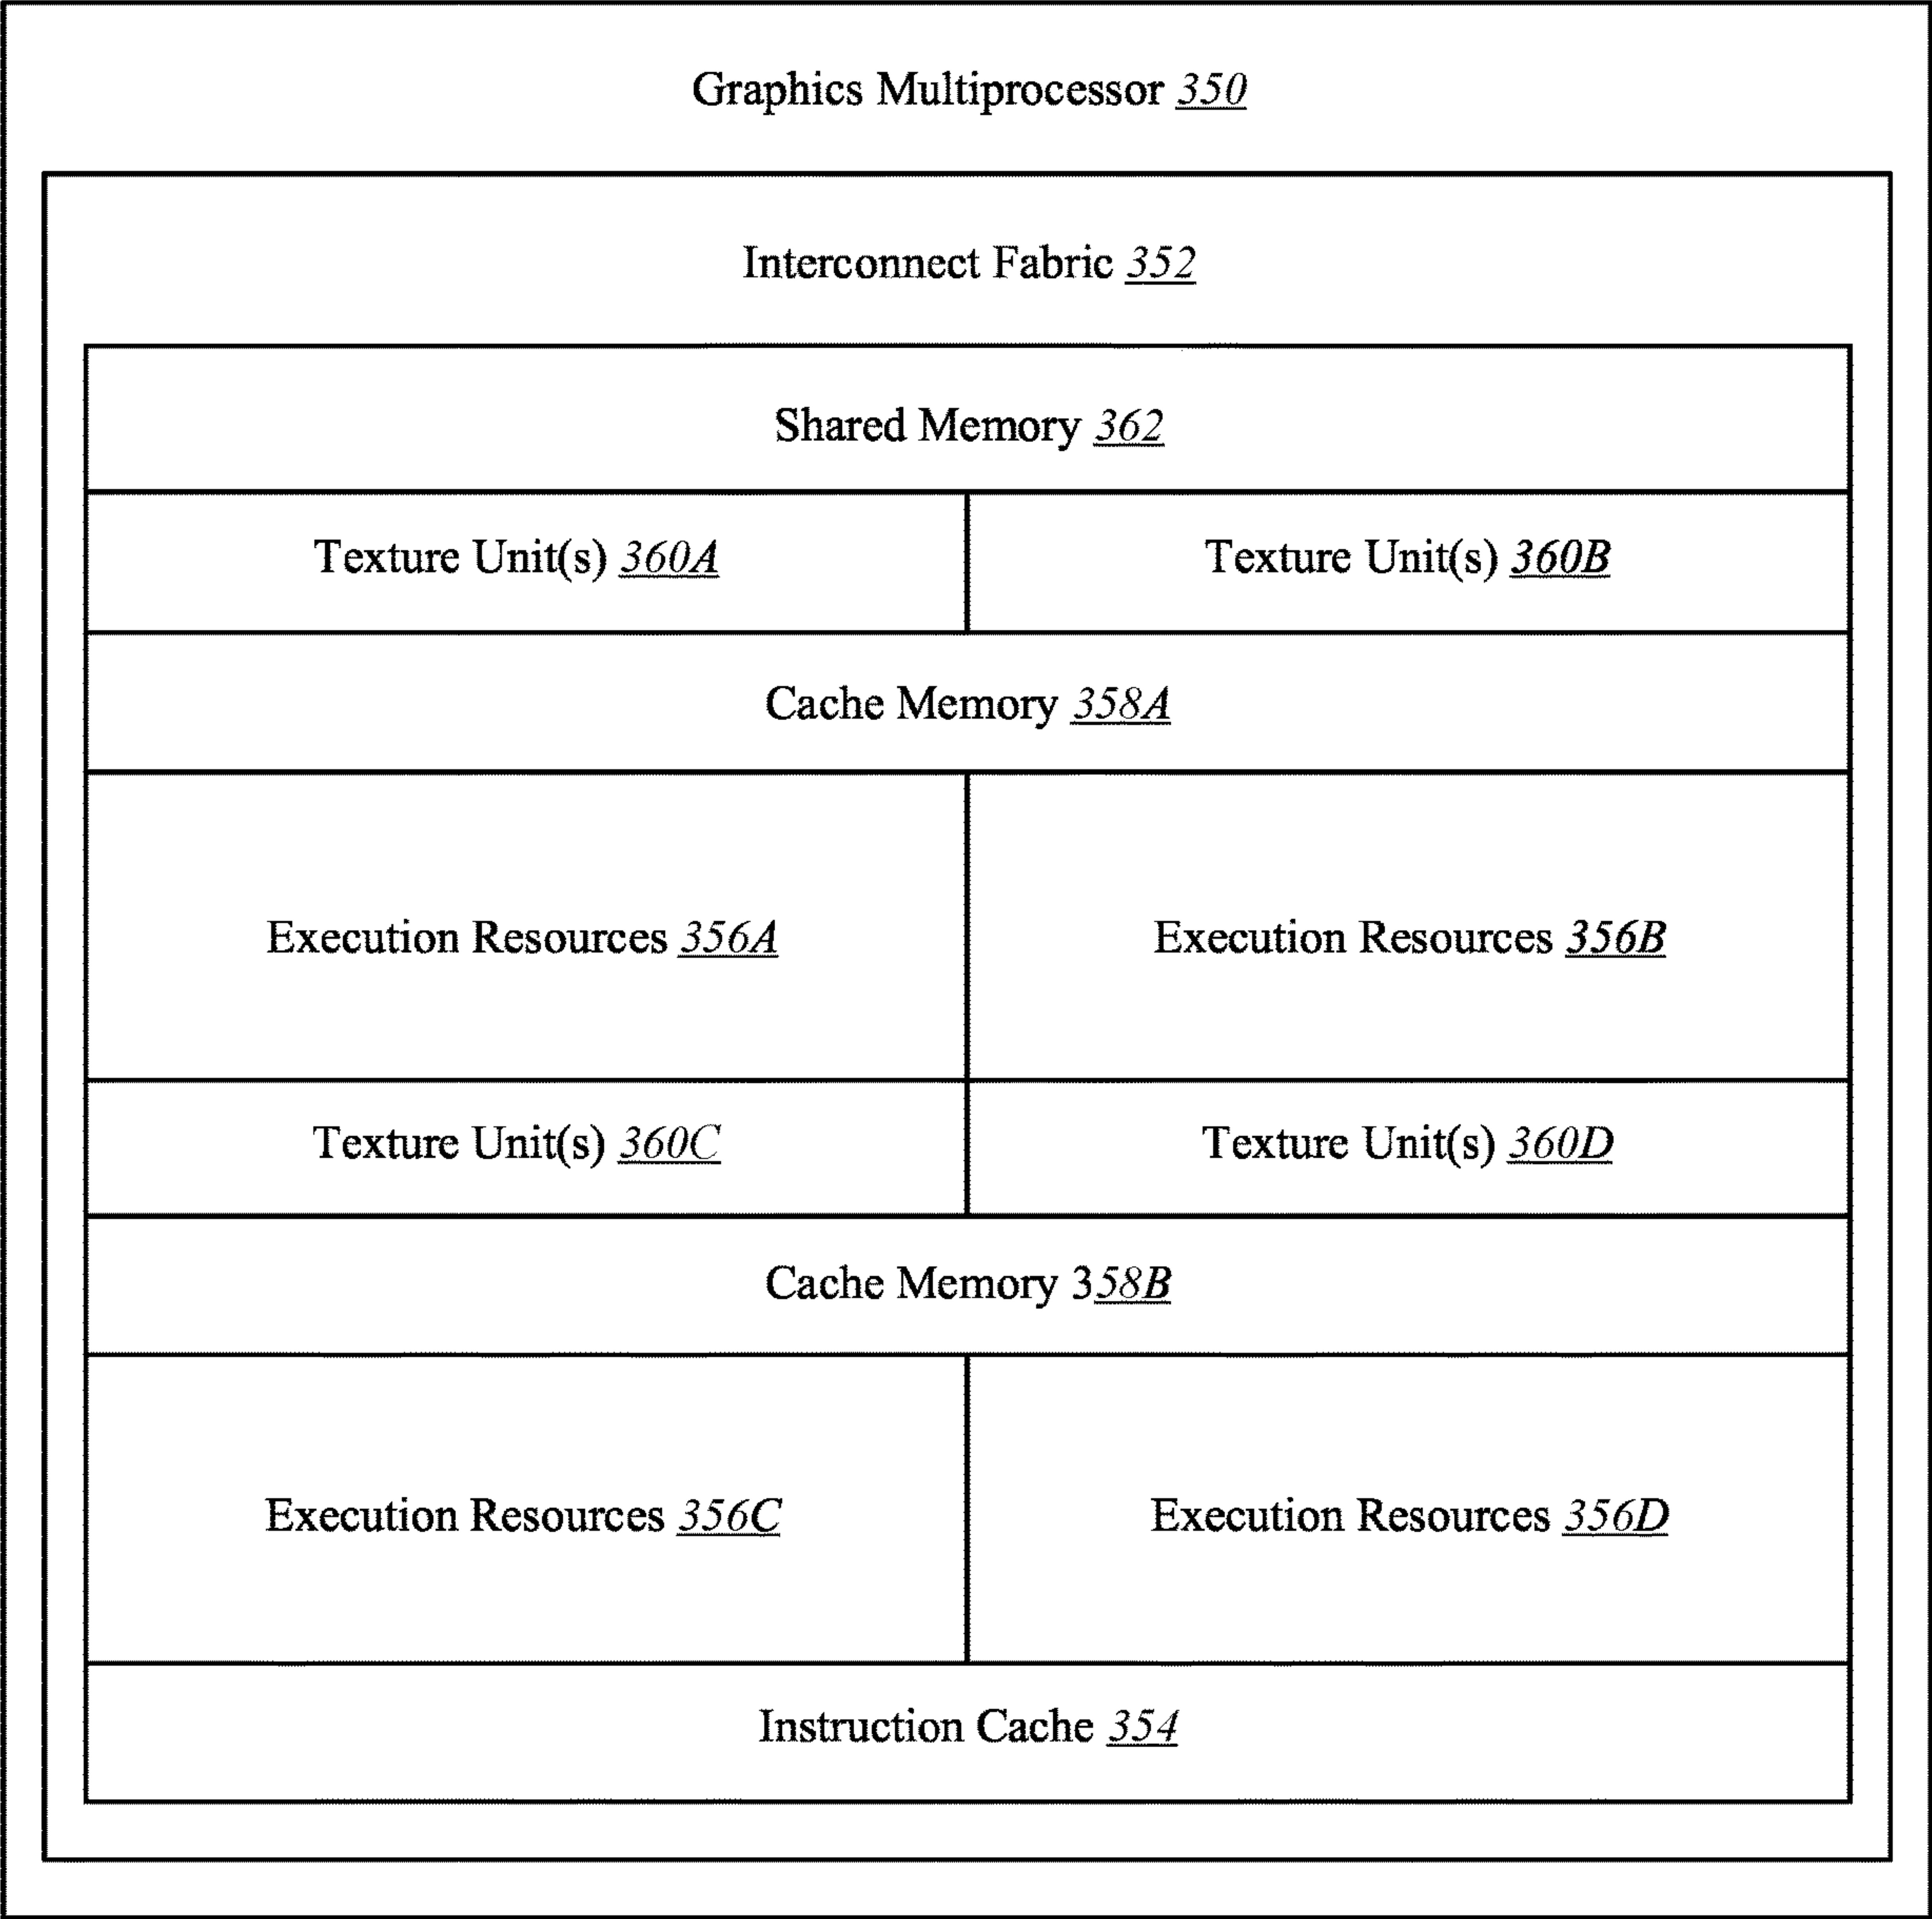 Graphics Multiprocessor 350
Interconnect Fabric 352
Shared Memory 362
Texture Unit(s) 360A
Texture Unit(s) 360B
Cache Memory 358A
Execution Resources 356A
Execution Resources 356B
Texture Unit(s) 360C
Texture Unit(s) 360D
Cache Memory 358B
Execution Resources 356C
Execution Resources 356D
Instruction Cache 354